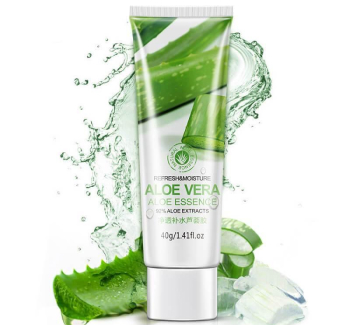 REFRESH&MOISTURE
ALOE VERA
ALOE ESSENCE
92% ALOE EXTRACTS
40g/1.41fl.oz